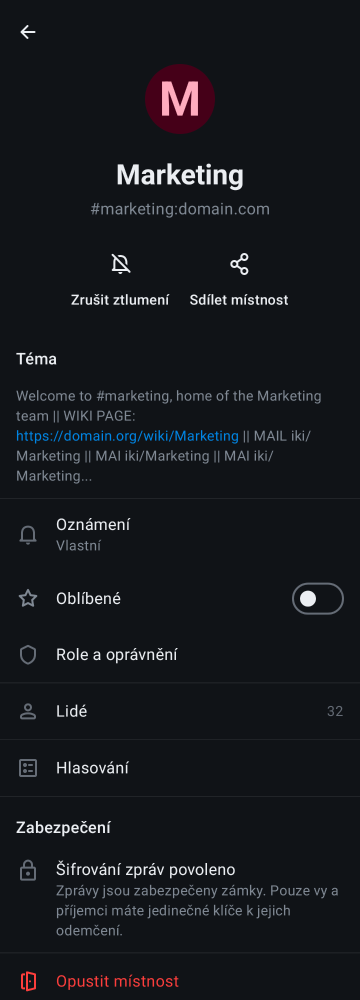 M
Marketing
#marketing:domain.com
Zrušit ztlumení
Sdílet místnost
Téma
Welcome to #marketing, home of the Marketing
team || WIKI PAGE:
https://domain.org/wiki/Marketing || MAIL iki/
Marketing || MAI iki/Marketing || MAI iki/
Marketing...
Oznámení
Vlastní
Oblíbené
Role a oprávnění
Lidé
32
Hlasování
Zabezpečení
Šifrování zpráv povoleno
Zprávy jsou zabezpečeny zámky. Pouze vy a
příjemci máte jedinečné klíče k jejich
odemčení.
Opustit místnost